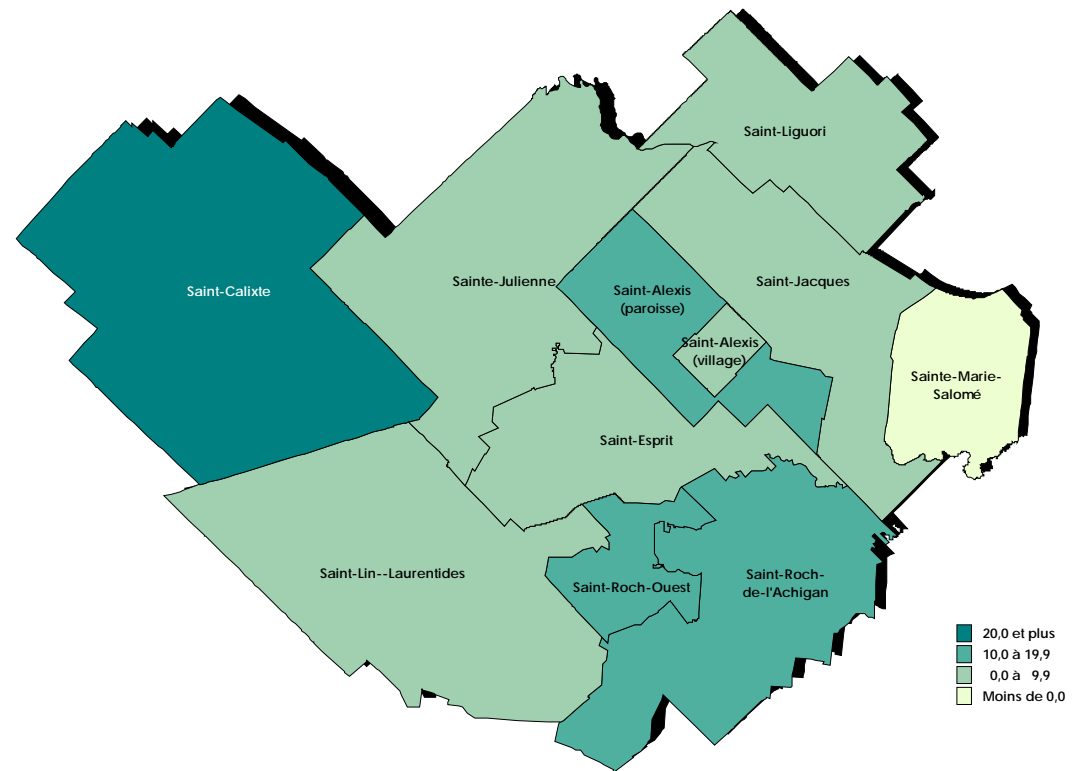 Saint-Liguori
Saint-Calixte
Sainte-Julienne
Saint-Alexis
(paroisse)
Saint-Jacques
Saint-Alexis
(village)
Sainte-Marie-
Salomé
Saint-Esprit
Saint-Lin--Laurentides
Saint-Roch-Ouest
Saint-Roch-
de-l'Achigan
20,0 et plus
10,0 à 19,9
0,0 à 9,9
Moins de 0,0